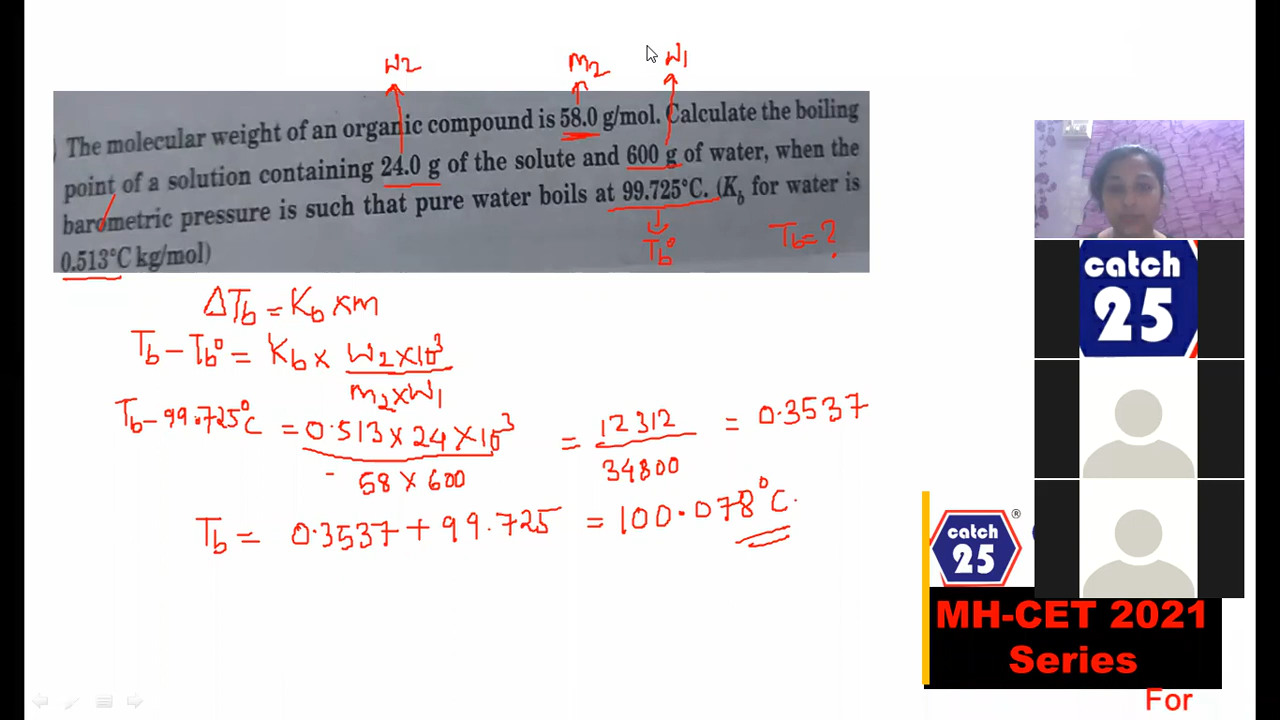 W2 M2 W1
The molecular weight of an organic compound is 58.0 g/mol. Calculate the boiling
point of a solution containing 24.0 g of the solute and 600 g of water, when the
barometric pressure is such that pure water boils at 99.725°C. (Kb for water is
0.513°C kg/mol)
Tb° Tb = ?
ΔTb = Kb × m
Tb − Tb° = Kb × W2×10³ / M2×W1
Tb − 99.725°C = 0.513 × 24 × 10³ / 58 × 600 = 12312 / 34800 = 0.3537
Tb = 0.3537 + 99.725 = 100.078°C.
catch
25
catch
25
®
MH-CET 2021
Series
For